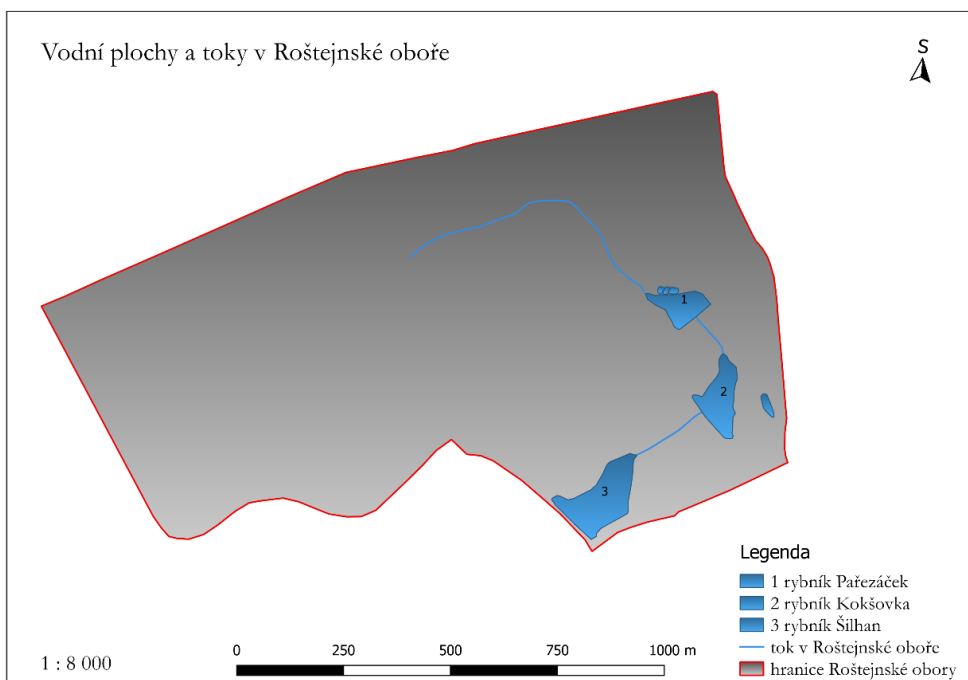 Vodní plochy a toky v Roštejnské oboře
S
1
2
3
Legenda
1 rybník Pařezáček
2 rybník Kokšovka
3 rybník Šilhan
tok v Roštejnské oboře
hranice Roštejnské obory
1 : 8 000
0 250 500 750 1000 m